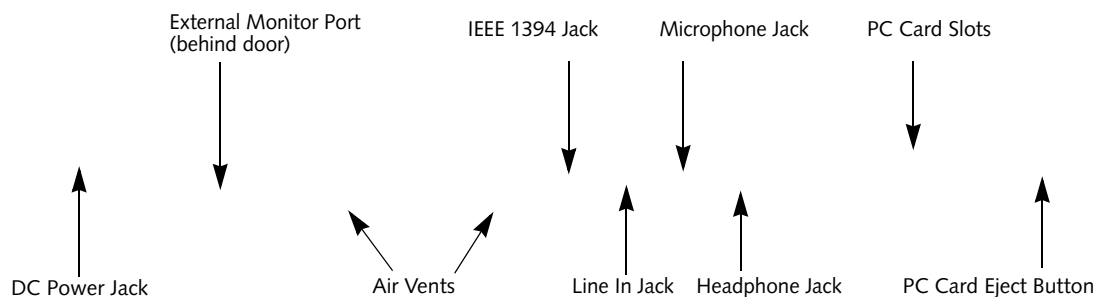 External Monitor Port
(behind door)
IEEE 1394 Jack
Microphone Jack
PC Card Slots
DC Power Jack
Air Vents
Line In Jack
Headphone Jack
PC Card Eject Button